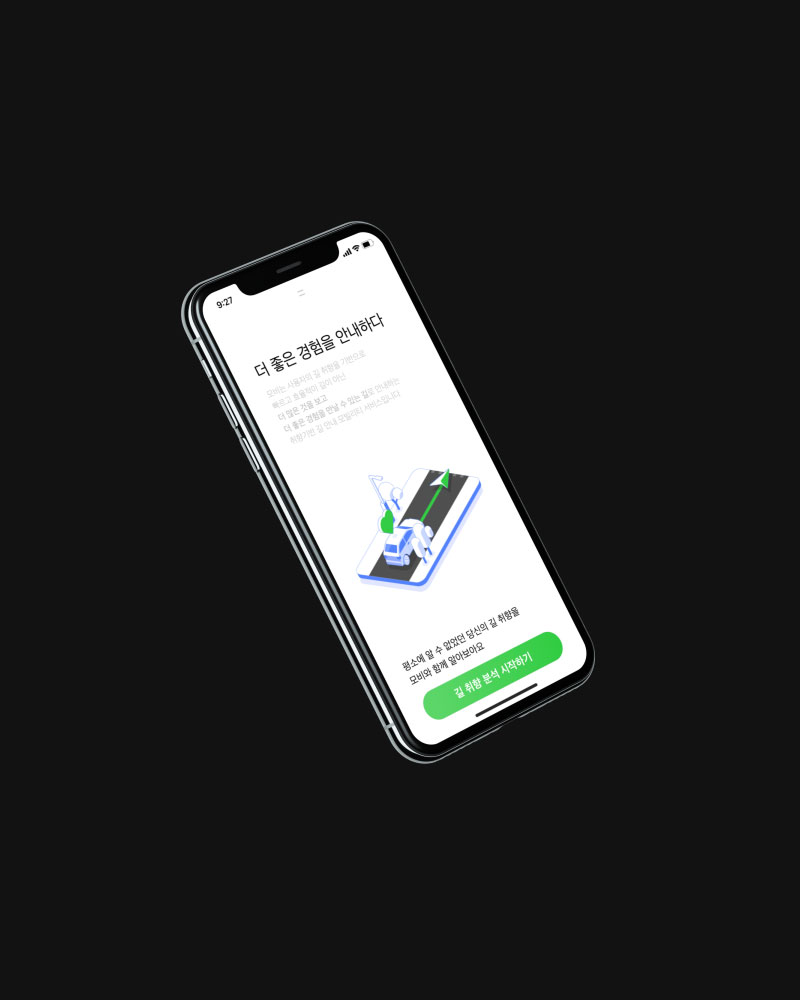 9:27
더 좋은 경험을 안내하다
모비는 사용자의 길 취향을 기반으로
빠르고 효율적의 길이 아닌
더 많은 것을 보고
더 좋은 경험을 만날 수 있는 길로 안내하는
취향기반 길 안내 모빌리티 서비스입니다
평소에 알 수 없었던 당신의 길 취향을
모비와 함께 알아보아요
길 취향 분석 시작하기